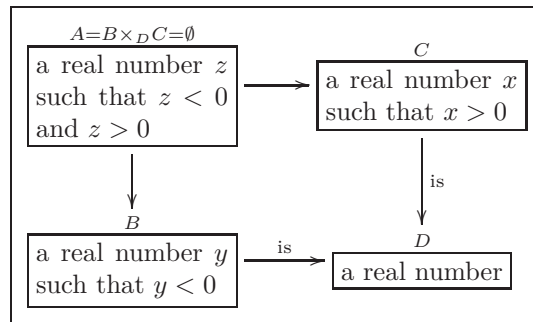 A=B×_D C=∅
a real number z
such that z < 0
and z > 0
C
a real number x
such that x > 0
is
B
a real number y
such that y < 0
is
D
a real number